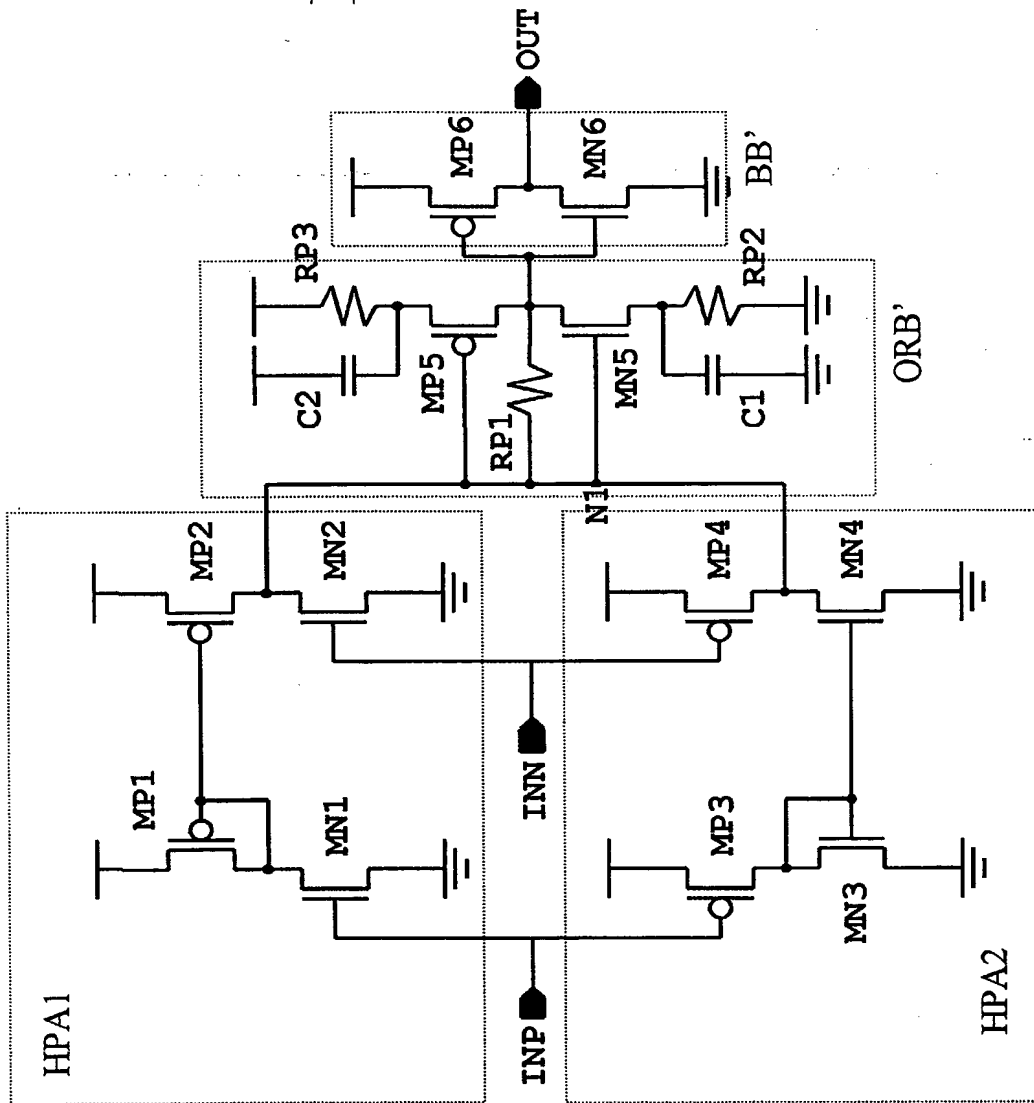 HPA1
MP1
MP2
MN1
MN2
INP
INN
HPA2
MP3
MP4
MN3
MN4
N1
C2
RP3
MP5
RP1
MN5
C1
RP2
ORB'
MP6
MN6
BB'
OUT